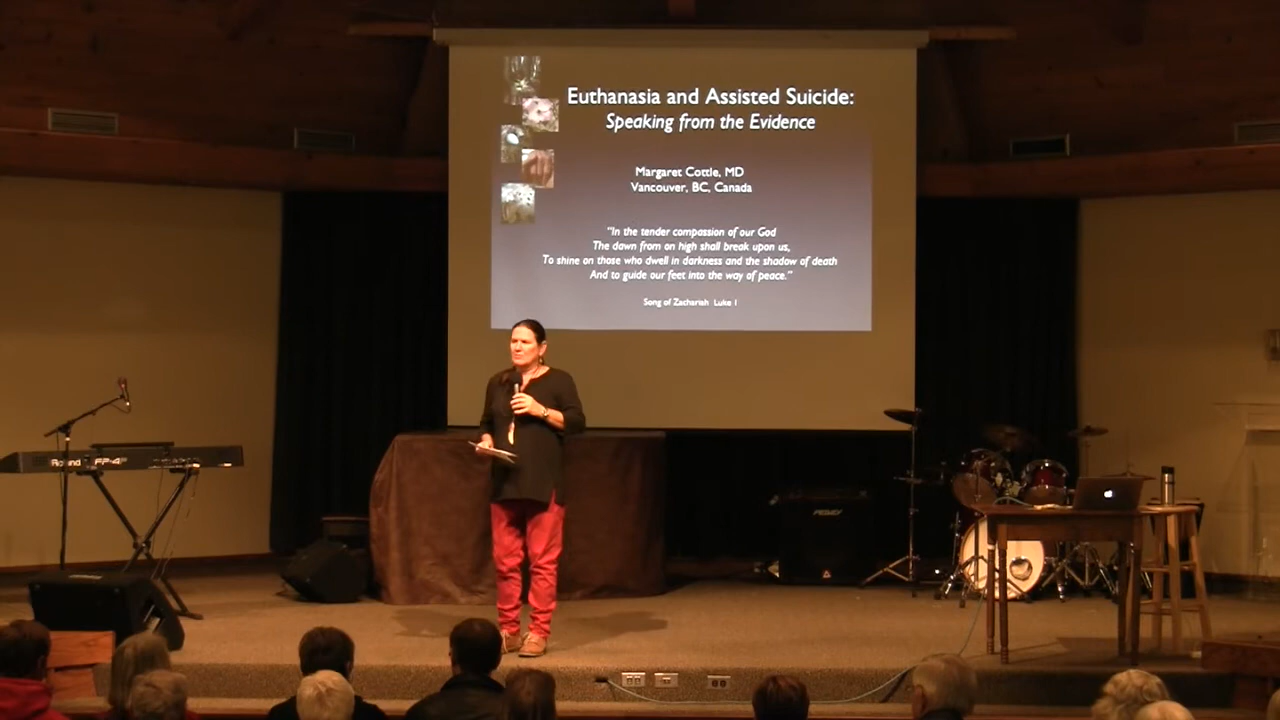 Euthanasia and Assisted Suicide:
Speaking from the Evidence
Margaret Cottle, MD
Vancouver, BC, Canada
"In the tender compassion of our God
The dawn from on high shall break upon us,
To shine on those who dwell in darkness and the shadow of death
And to guide our feet into the way of peace."
Song of Zachariah Luke 1
Roland
PEAVEY